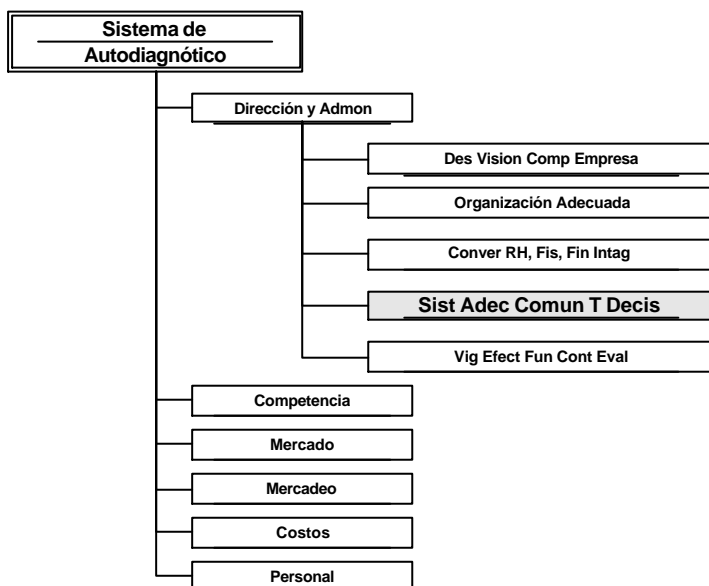 Sistema de
Autodiagnótico
Dirección y Admon
Des Vision Comp Empresa
Organización Adecuada
Conver RH, Fis, Fin Intag
Sist Adec Comun T Decis
Vig Efect Fun Cont Eval
Competencia
Mercado
Mercadeo
Costos
Personal